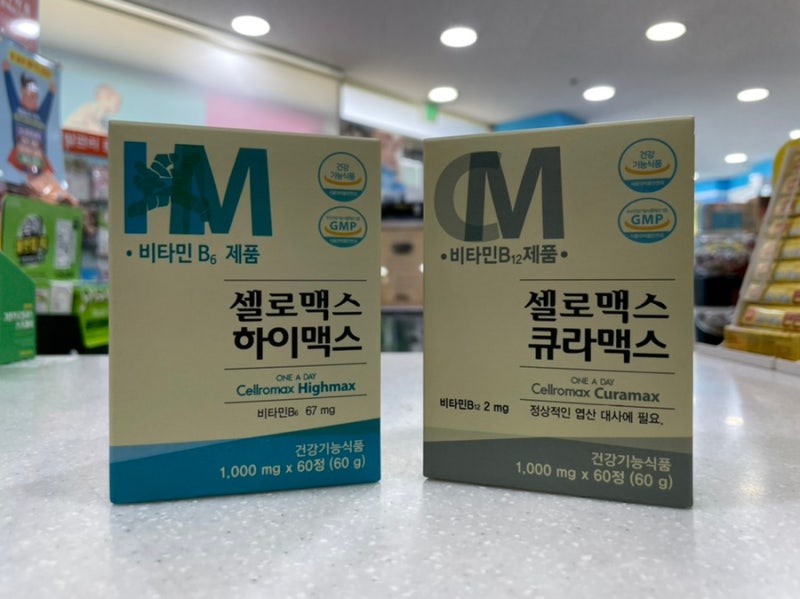 HM
건강
기능식품
GMP
• 비타민 B6 제품
셀로맥스
하이맥스
ONE A DAY
Cellromax Highmax
비타민B6 67 mg
건강기능식품
1,000 mg x 60정 (60 g)
CM
건강
기능식품
GMP
•비타민B12제품•
셀로맥스
큐라맥스
ONE A DAY
Cellromax Curamax
비타민B12 2 mg
정상적인 엽산 대사에 필요.
건강기능식품
1,000 mg x 60정 (60 g)